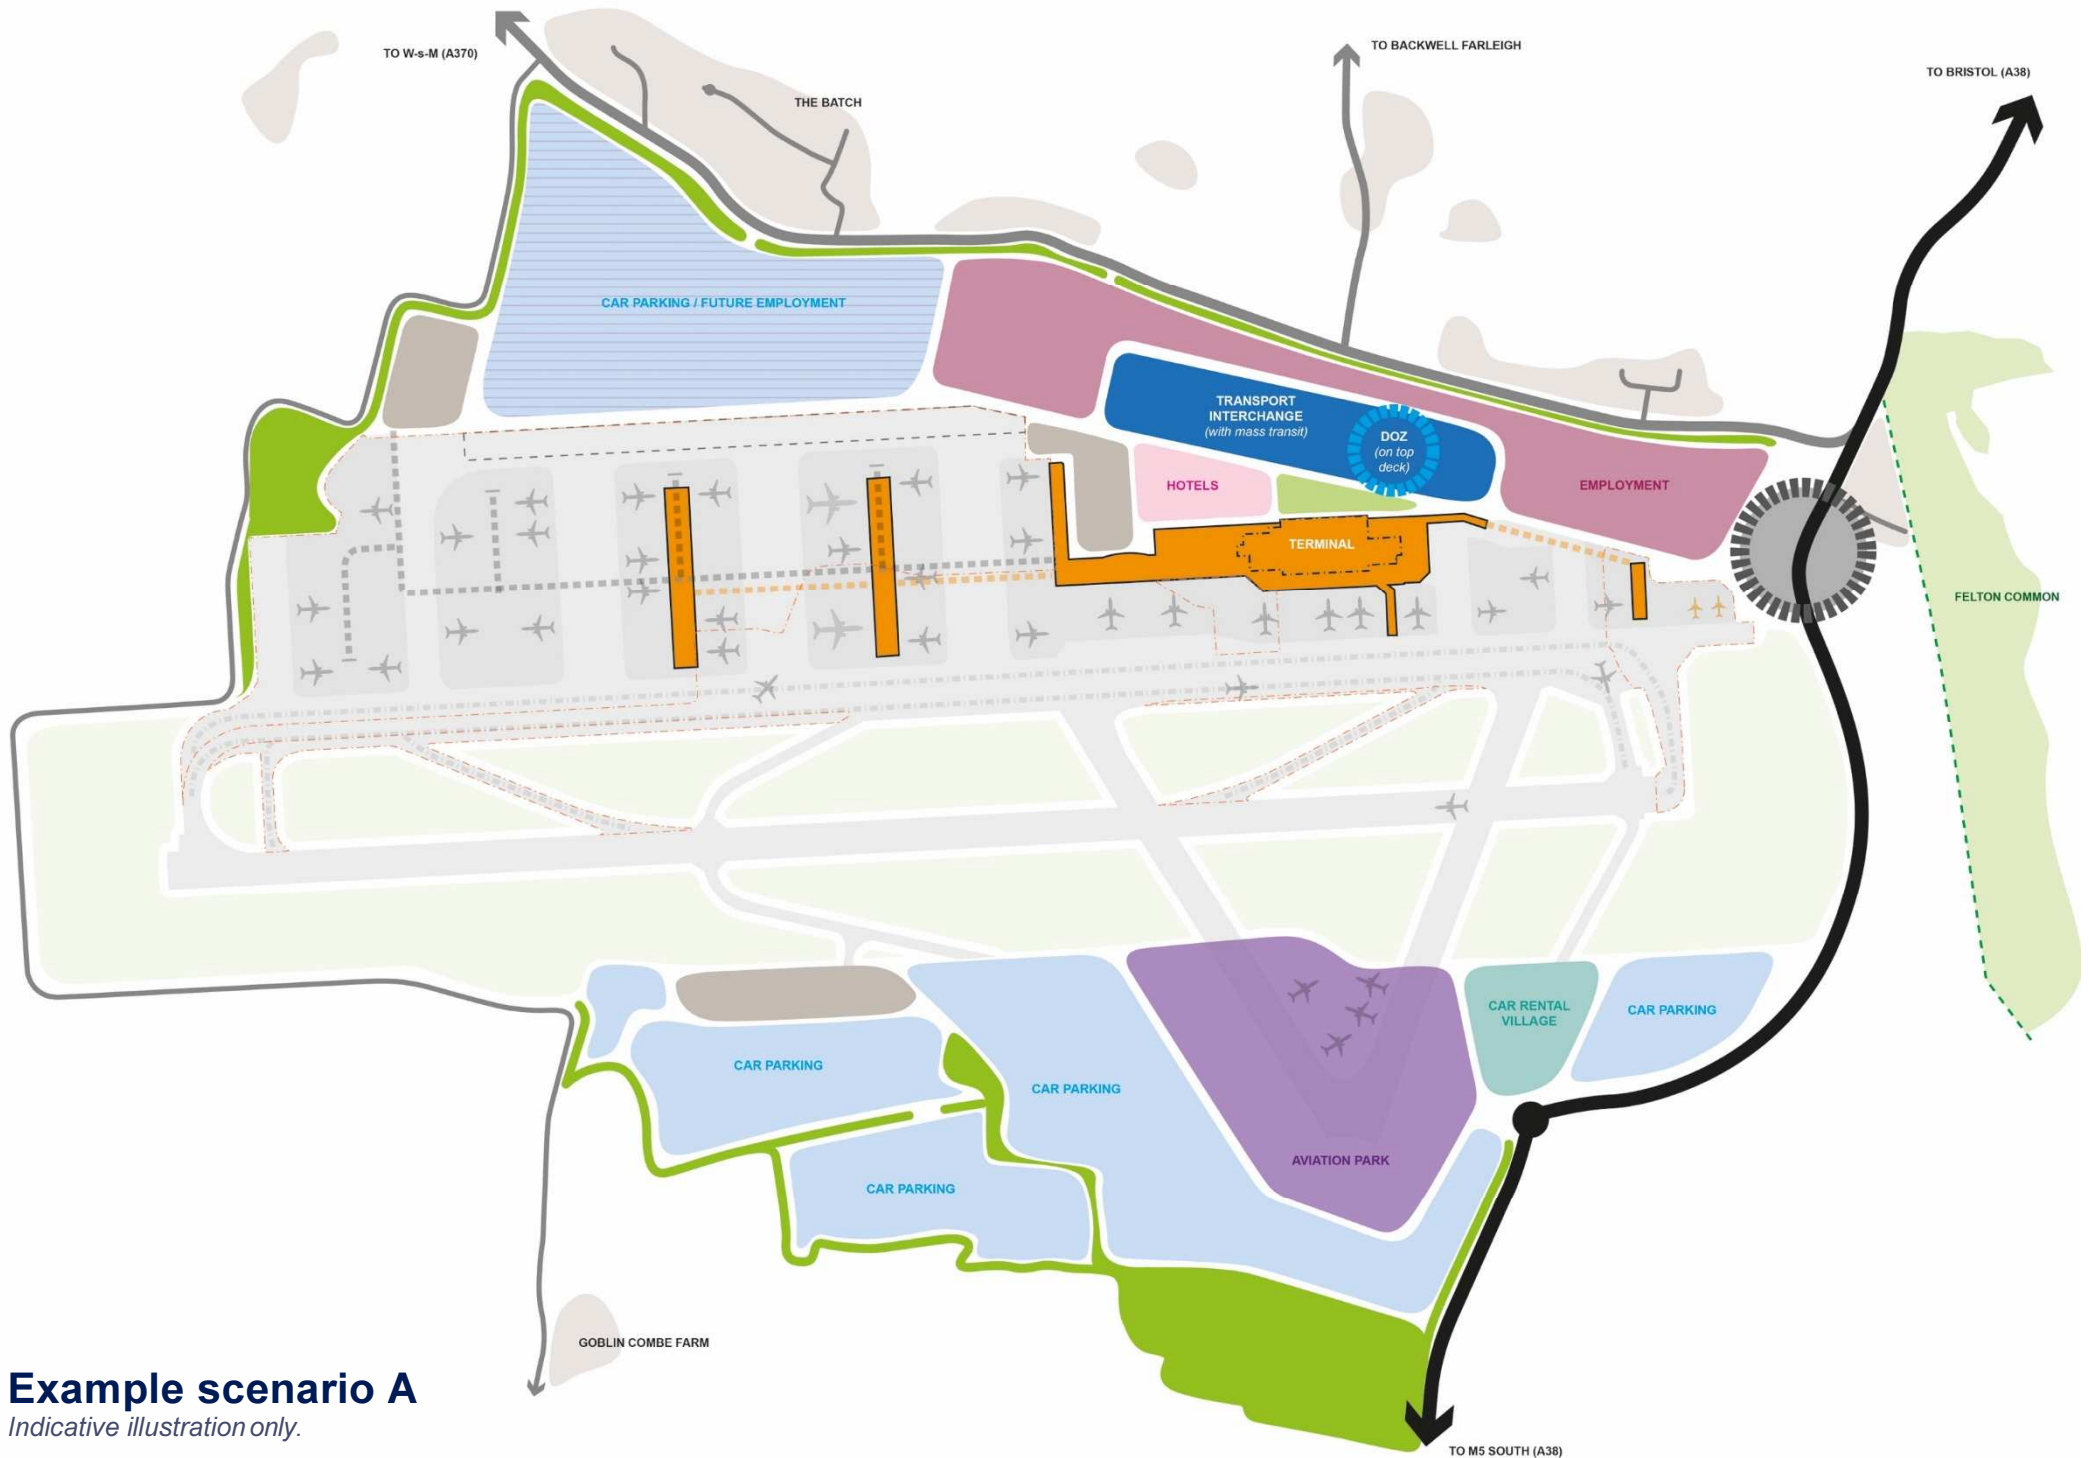 TO W-s-M (A370)
TO BACKWELL FARLEIGH
TO BRISTOL (A38)
THE BATCH
CAR PARKING / FUTURE EMPLOYMENT
TRANSPORT
INTERCHANGE
(with mass transit)
DOZ
(on top
deck)
HOTELS
EMPLOYMENT
TERMINAL
FELTON COMMON
CAR RENTAL
VILLAGE
CAR PARKING
CAR PARKING
CAR PARKING
AVIATION PARK
CAR PARKING
GOBLIN COMBE FARM
Example scenario A
Indicative illustration only.
TO M5 SOUTH (A38)